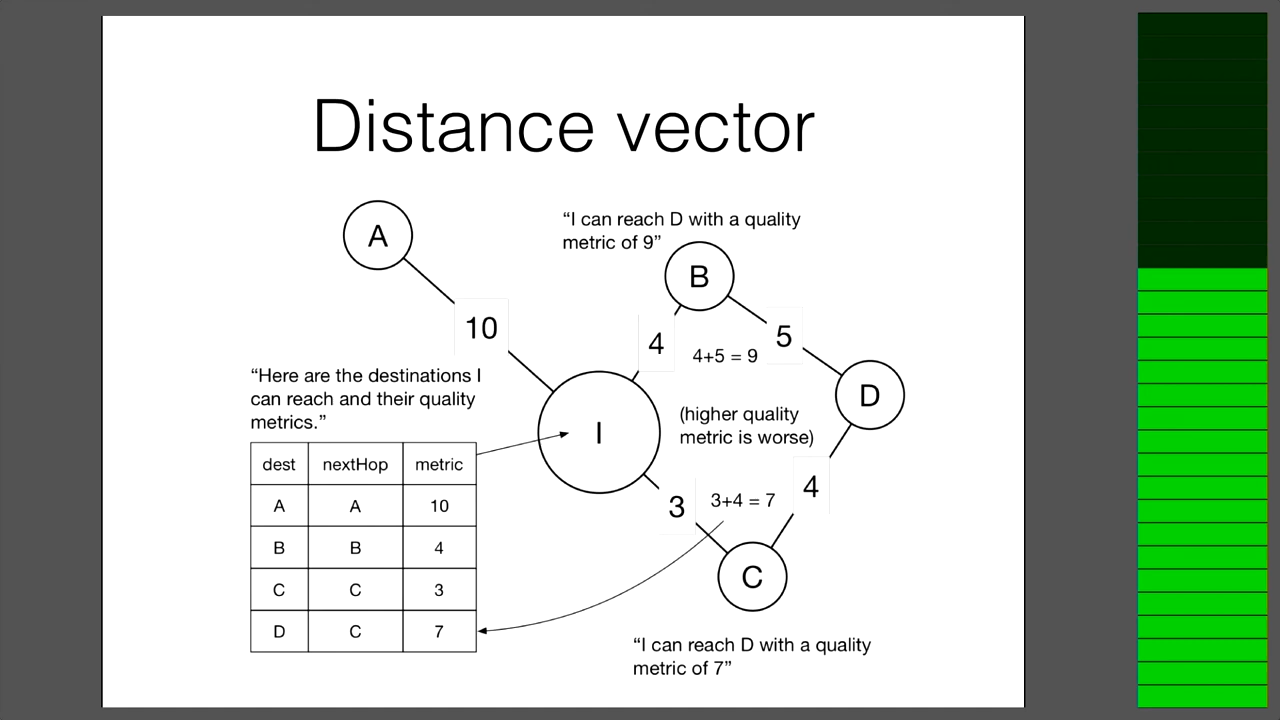 Distance vector
A
“I can reach D with a quality
metric of 9”
B
10
4
5
4+5 = 9
“Here are the destinations I
can reach and their quality
metrics.”
D
I
(higher quality
metric is worse)
dest nextHop metric
A A 10
B B 4
C C 3
D C 7
3
3+4 = 7
4
C
“I can reach D with a quality
metric of 7”